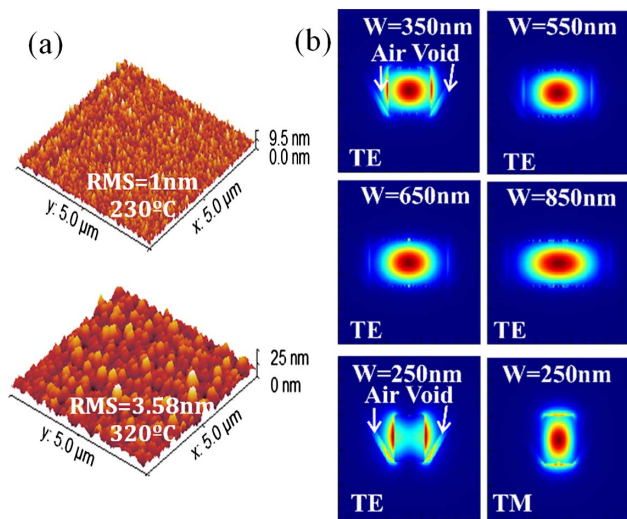 (a)
9.5 nm
0.0 nm
RMS=1nm
230ºC
y: 5.0 µm
x: 5.0 µm
25 nm
0 nm
RMS=3.58nm
320ºC
y: 5.0 µm
x: 5.0 µm
(b)
W=350nm
Air Void
TE
W=550nm
TE
W=650nm
TE
W=850nm
TE
W=250nm
Air Void
TE
W=250nm
TM